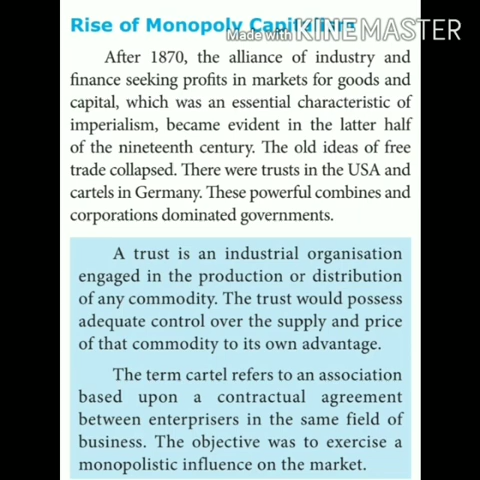 Rise of Monopoly Capitalism
Made with KINEMASTER
After 1870, the alliance of industry and
finance seeking profits in markets for goods and
capital, which was an essential characteristic of
imperialism, became evident in the latter half
of the nineteenth century. The old ideas of free
trade collapsed. There were trusts in the USA and
cartels in Germany. These powerful combines and
corporations dominated governments.
A trust is an industrial organisation
engaged in the production or distribution
of any commodity. The trust would possess
adequate control over the supply and price
of that commodity to its own advantage.
The term cartel refers to an association
based upon a contractual agreement
between enterprisers in the same field of
business. The objective was to exercise a
monopolistic influence on the market.